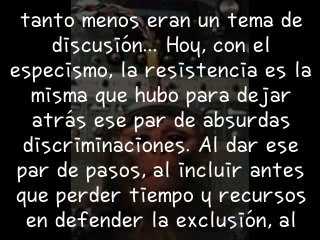 tanto menos eran un tema de
discusión... Hoy, con el
especismo, la resistencia es la
misma que hubo para dejar
atrás ese par de absurdas
discriminaciones. Al dar ese
par de pasos, al incluir antes
que perder tiempo y recursos
en defender la exclusión, al